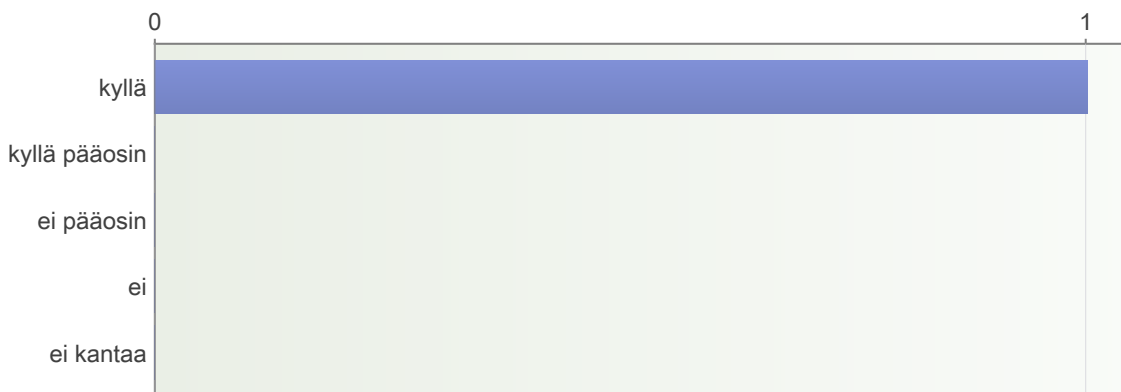 0 1
kyllä
kyllä pääosin
ei pääosin
ei
ei kantaa